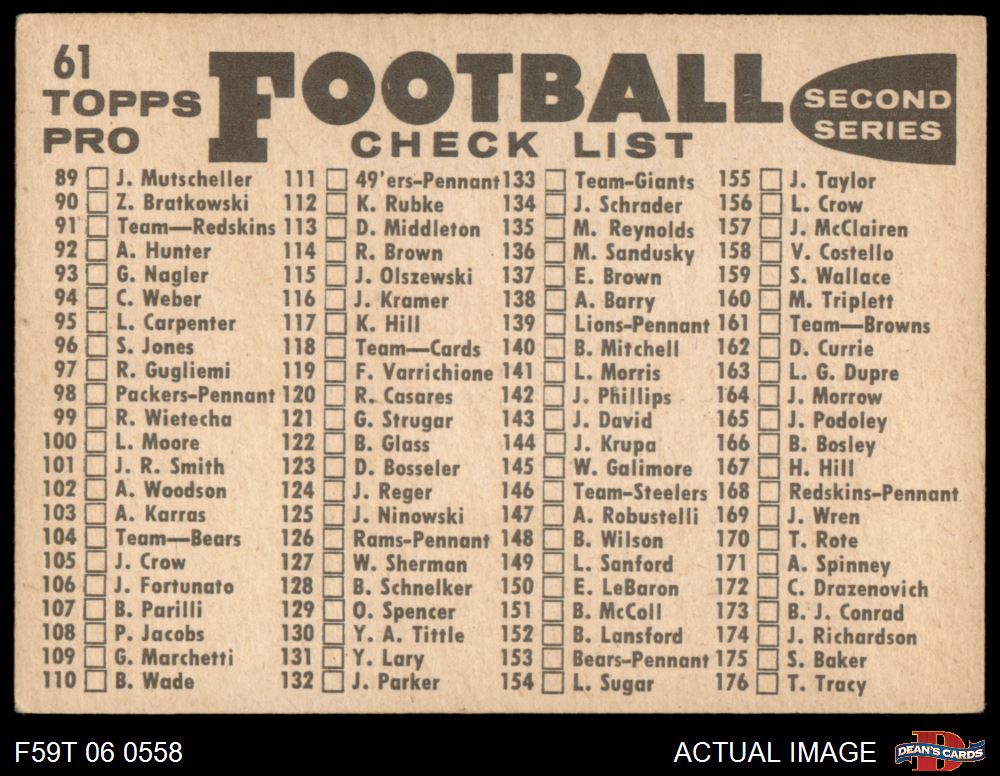 61
TOPPS
PRO
FOOTBALL
CHECK LIST
SECOND
SERIES
89 J. Mutscheller
90 Z. Bratkowski
91 Team—Redskins
92 A. Hunter
93 G. Nagler
94 C. Weber
95 L. Carpenter
96 S. Jones
97 R. Gugliemi
98 Packers-Pennant
99 R. Wietecha
100 L. Moore
101 J. R. Smith
102 A. Woodson
103 A. Karras
104 Team—Bears
105 J. Crow
106 J. Fortunato
107 B. Parilli
108 P. Jacobs
109 G. Marchetti
110 B. Wade
111 49'ers-Pennant
112 K. Rubke
113 D. Middleton
114 R. Brown
115 J. Olszewski
116 J. Kramer
117 K. Hill
118 Team—Cards
119 F. Varrichione
120 R. Casares
121 G. Strugar
122 B. Glass
123 D. Bosseler
124 J. Reger
125 J. Ninowski
126 Rams-Pennant
127 W. Sherman
128 B. Schnelker
129 O. Spencer
130 Y. A. Tittle
131 Y. Lary
132 J. Parker
133 Team-Giants
134 J. Schrader
135 M. Reynolds
136 M. Sandusky
137 E. Brown
138 A. Barry
139 Lions-Pennant
140 B. Mitchell
141 L. Morris
142 J. Phillips
143 J. David
144 J. Krupa
145 W. Galimore
146 Team-Steelers
147 A. Robustelli
148 B. Wilson
149 L. Sanford
150 E. LeBaron
151 B. McColl
152 B. Lansford
153 Bears-Pennant
154 L. Sugar
155 J. Taylor
156 L. Crow
157 J. McClairen
158 V. Costello
159 S. Wallace
160 M. Triplett
161 Team—Browns
162 D. Currie
163 L. G. Dupre
164 J. Morrow
165 J. Podoley
166 B. Bosley
167 H. Hill
168 Redskins-Pennant
169 J. Wren
170 T. Rote
171 A. Spinney
172 C. Drazenovich
173 B. J. Conrad
174 J. Richardson
175 S. Baker
176 T. Tracy
F59T 06 0558
ACTUAL IMAGE
DEAN'S CARDS